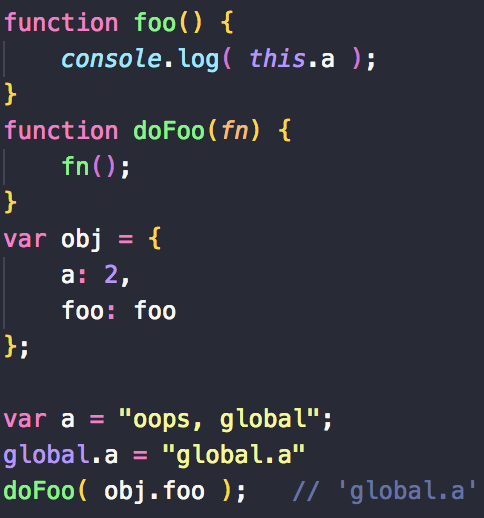 function foo() {
    console.log( this.a );
}
function doFoo(fn) {
    fn();
}
var obj = {
    a: 2,
    foo: foo
};

var a = "oops, global";
global.a = "global.a"
doFoo( obj.foo );   // 'global.a'